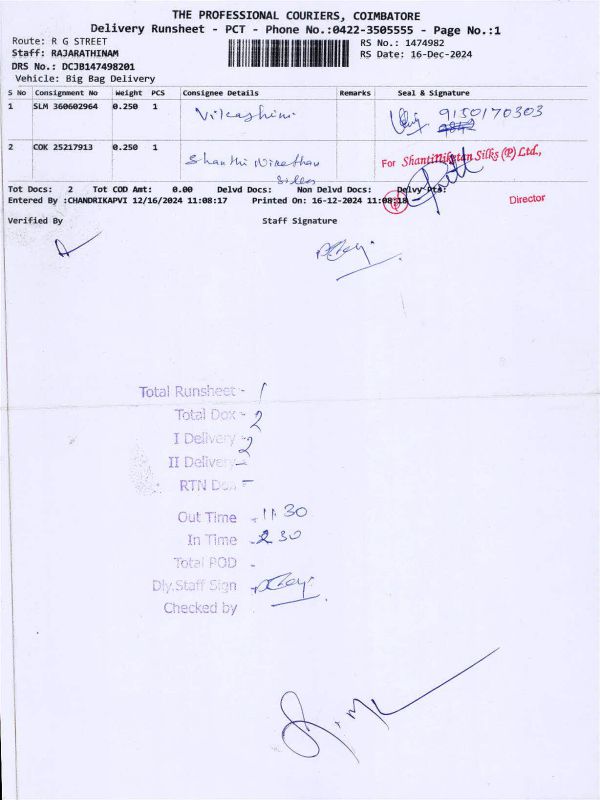 THE PROFESSIONAL COURIERS, COIMBATORE
Delivery Runsheet - PCT - Phone No.:0422-3505555 - Page No.:1
Route: R G STREET
RS No.: 1474982
Staff: RAJARATHINAM
RS Date: 16-Dec-2024
DRS No.: DCJB147498201
Vehicle: Big Bag Delivery
S No Consignment No Weight PCS Consignee Details Remarks Seal & Signature
1 SLM 360602964 0.250 1 Vilcashini 9150170303
2 COK 25217913 0.250 1 Shanthi Nikethan
For Shantiniketan Silks (P) Ltd.,
Tot Docs: 2 Tot COD Amt: 0.00 Delvd Docs: Non Delvd Docs: Delvy Pts:
Entered By :CHANDRIKAPVI 12/16/2024 11:08:17 Printed On: 16-12-2024 11:08:18
Director
Verified By Staff Signature
Total Runsheet - 1
Total Dox - 2
I Delivery - 2
II Delivery -
RTN Dox -
Out Time - 11 30
In Time - 2 30
Total POD -
Dly.Staff Sign -
Checked by